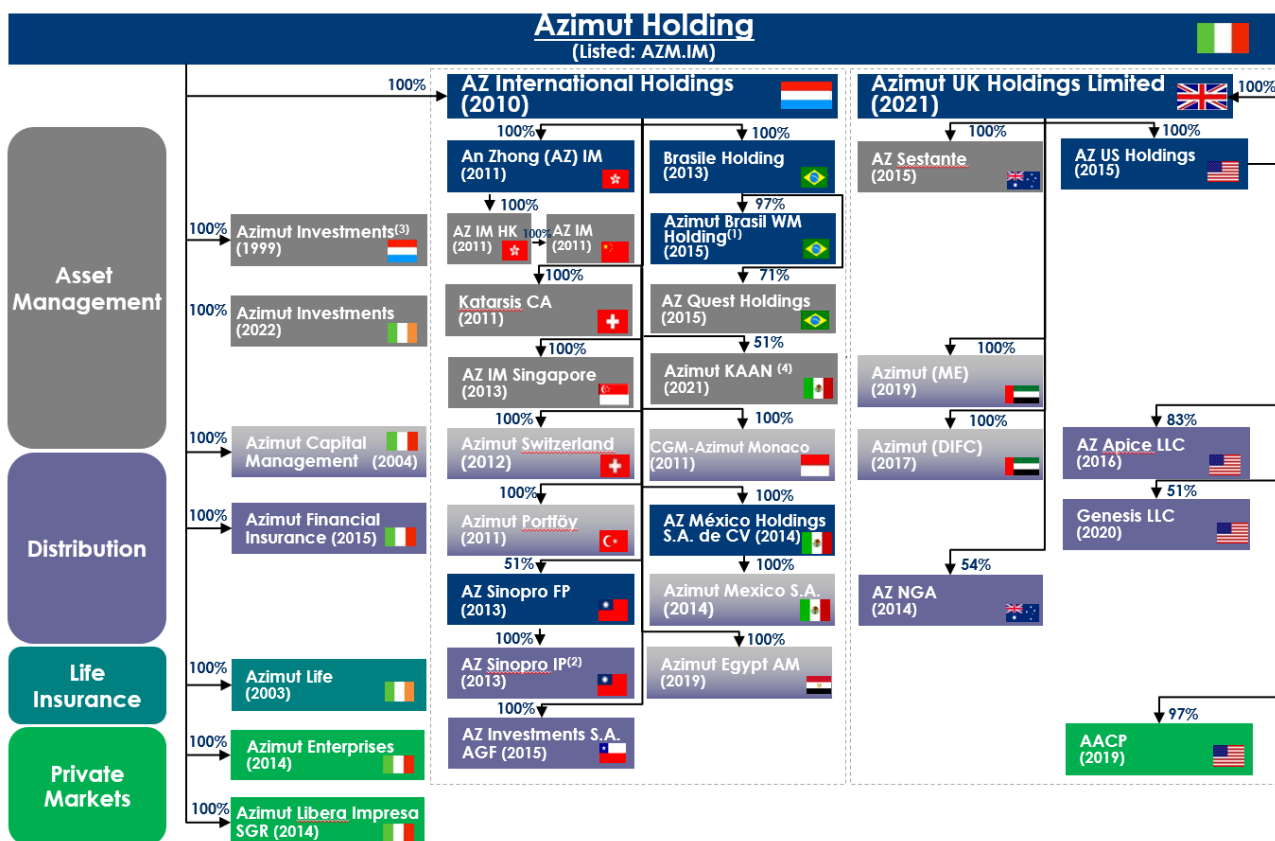 Azimut Holding
(Listed: AZM.IM)
100%
AZ International Holdings
(2010)
Azimut UK Holdings Limited
(2021)
100%
Asset
Management
Distribution
Life
Insurance
Private
Markets
100%
Azimut Investments(3)
(1999)
100%
Azimut Investments
(2022)
100%
Azimut Capital
Management (2004)
100%
Azimut Financial
Insurance (2015)
100%
Azimut Life
(2003)
100%
Azimut Enterprises
(2014)
100%
Azimut Libera Impresa
SGR (2014)
100%
An Zhong (AZ) IM
(2011)
100%
Brasile Holding
(2013)
100%
AZ IM HK
(2011)
100%
AZ IM
(2011)
97%
Azimut Brasil WM
Holding(1)
(2015)
100%
Katarsis CA
(2011)
71%
AZ Quest Holdings
(2015)
100%
AZ IM Singapore
(2013)
51%
Azimut KAAN (4)
(2021)
100%
Azimut Switzerland
(2012)
100%
CGM-Azimut Monaco
(2011)
100%
Azimut Portföy
(2011)
100%
AZ México Holdings
S.A. de CV (2014)
51%
AZ Sinopro FP
(2013)
100%
Azimut Mexico S.A.
(2014)
100%
AZ Sinopro IP(2)
(2013)
100%
Azimut Egypt AM
(2019)
100%
AZ Investments S.A.
AGF (2015)
100%
AZ Sestante
(2015)
100%
AZ US Holdings
(2015)
100%
Azimut (ME)
(2019)
100%
Azimut (DIFC)
(2017)
83%
AZ Apice LLC
(2016)
51%
Genesis LLC
(2020)
54%
AZ NGA
(2014)
97%
AACP
(2019)